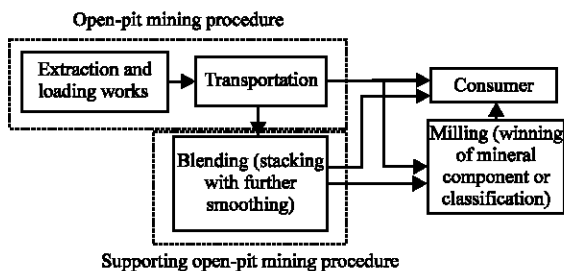 Open-pit mining procedure
Extraction and
loading works
Transportation
Consumer
Blending (stacking
with further
smoothing)
Milling (winning
of mineral
component or
classification)
Supporting open-pit mining procedure